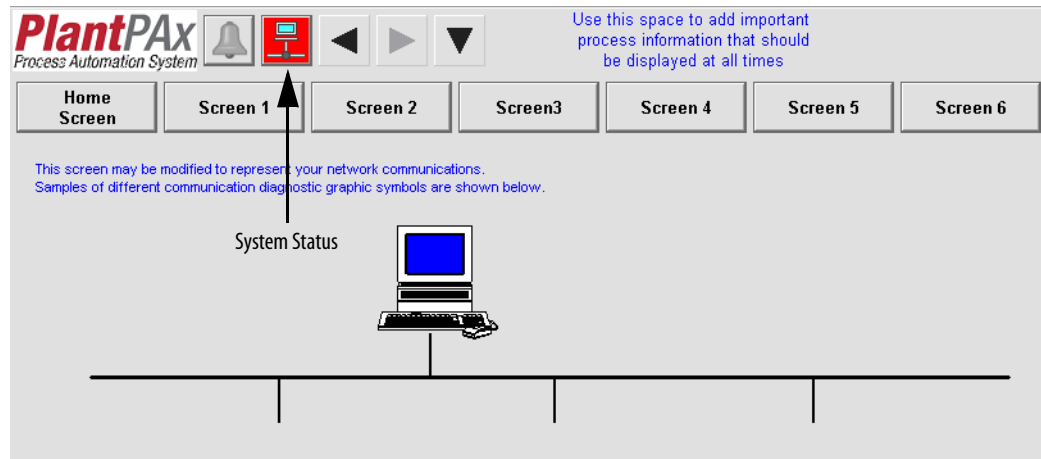 PlantPAx
Process Automation System
Use this space to add important
process information that should
be displayed at all times
Home
Screen
Screen 1
Screen 2
Screen3
Screen 4
Screen 5
Screen 6
This screen may be modified to represent your network communications.
Samples of different communication diagnostic graphic symbols are shown below.
System Status